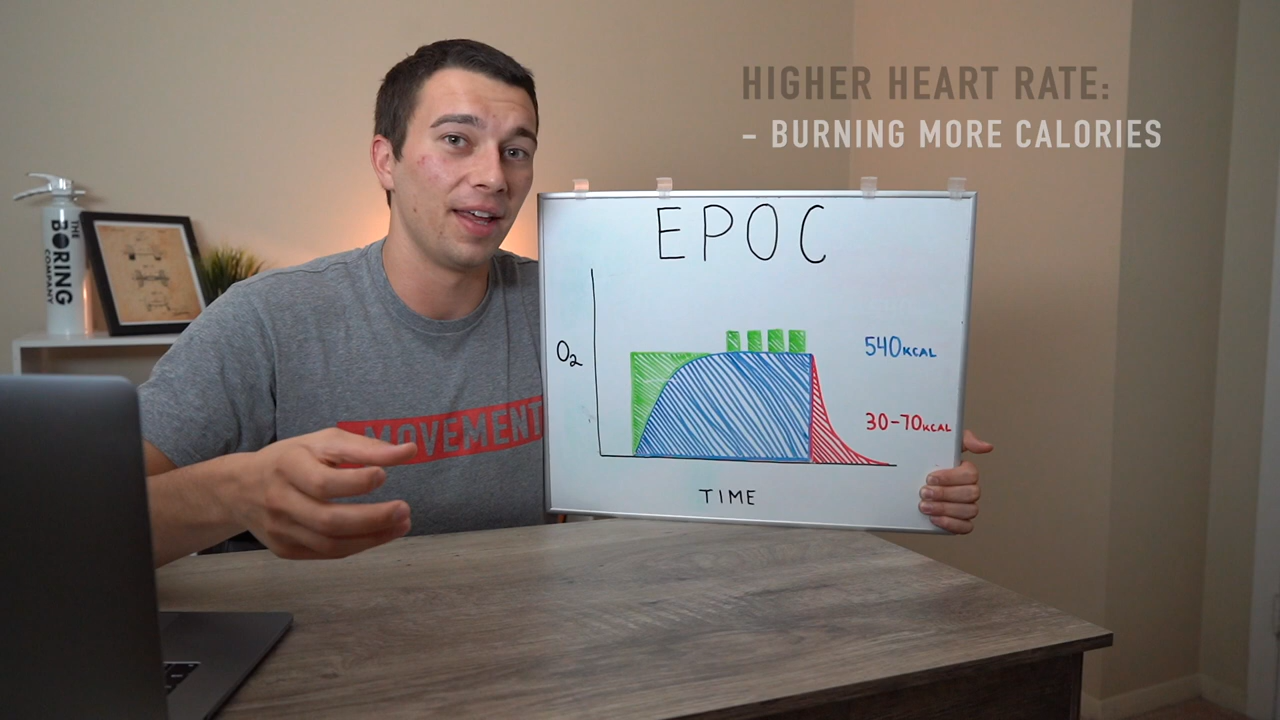 HIGHER HEART RATE:
- BURNING MORE CALORIES
EPOC
O2
540KCAL
30-70KCAL
TIME
MOVEMENT
THE
BORING
COMPANY